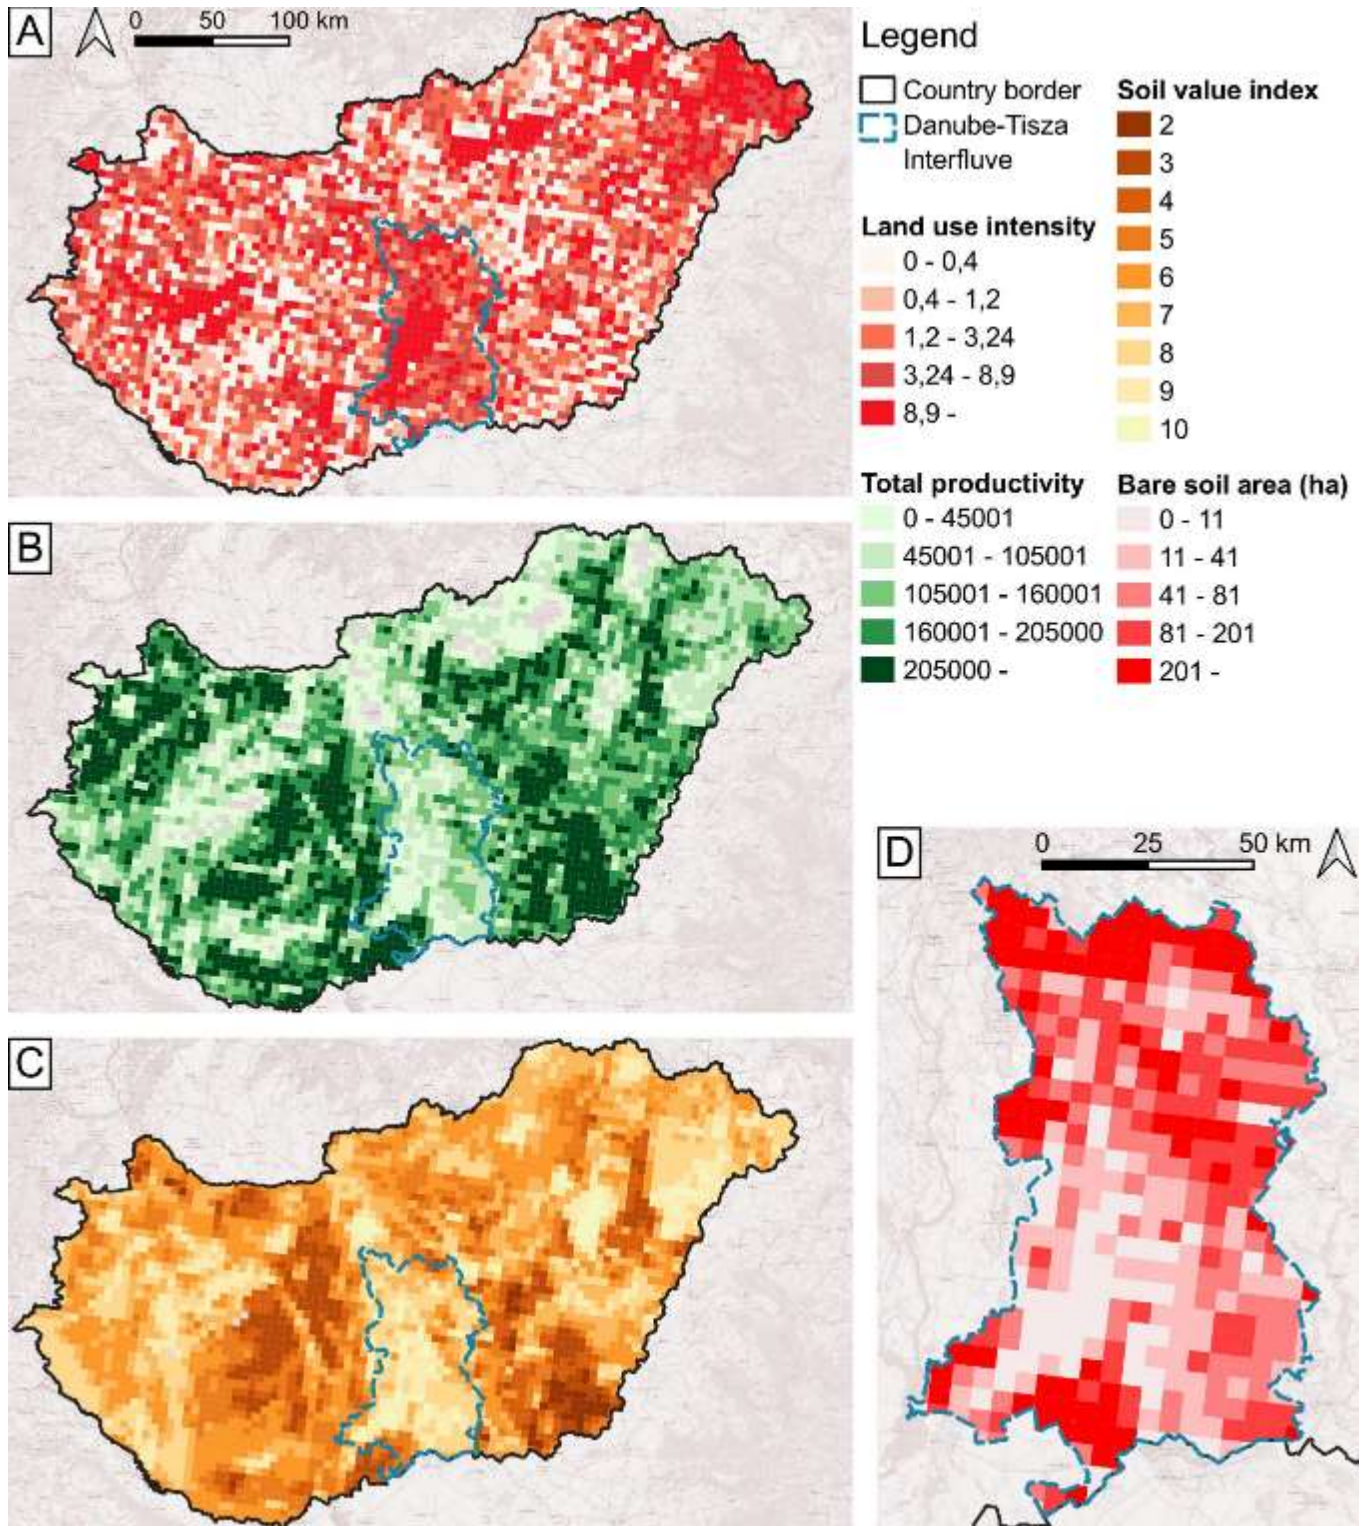 A
0 50 100 km
Legend
Country border
Danube-Tisza
Interfluve
Land use intensity
0 - 0,4
0,4 - 1,2
1,2 - 3,24
3,24 - 8,9
8,9 -
Soil value index
2
3
4
5
6
7
8
9
10
Total productivity
0 - 45001
45001 - 105001
105001 - 160001
160001 - 205000
205000 -
Bare soil area (ha)
0 - 11
11 - 41
41 - 81
81 - 201
201 -
B
C
D
0 25 50 km